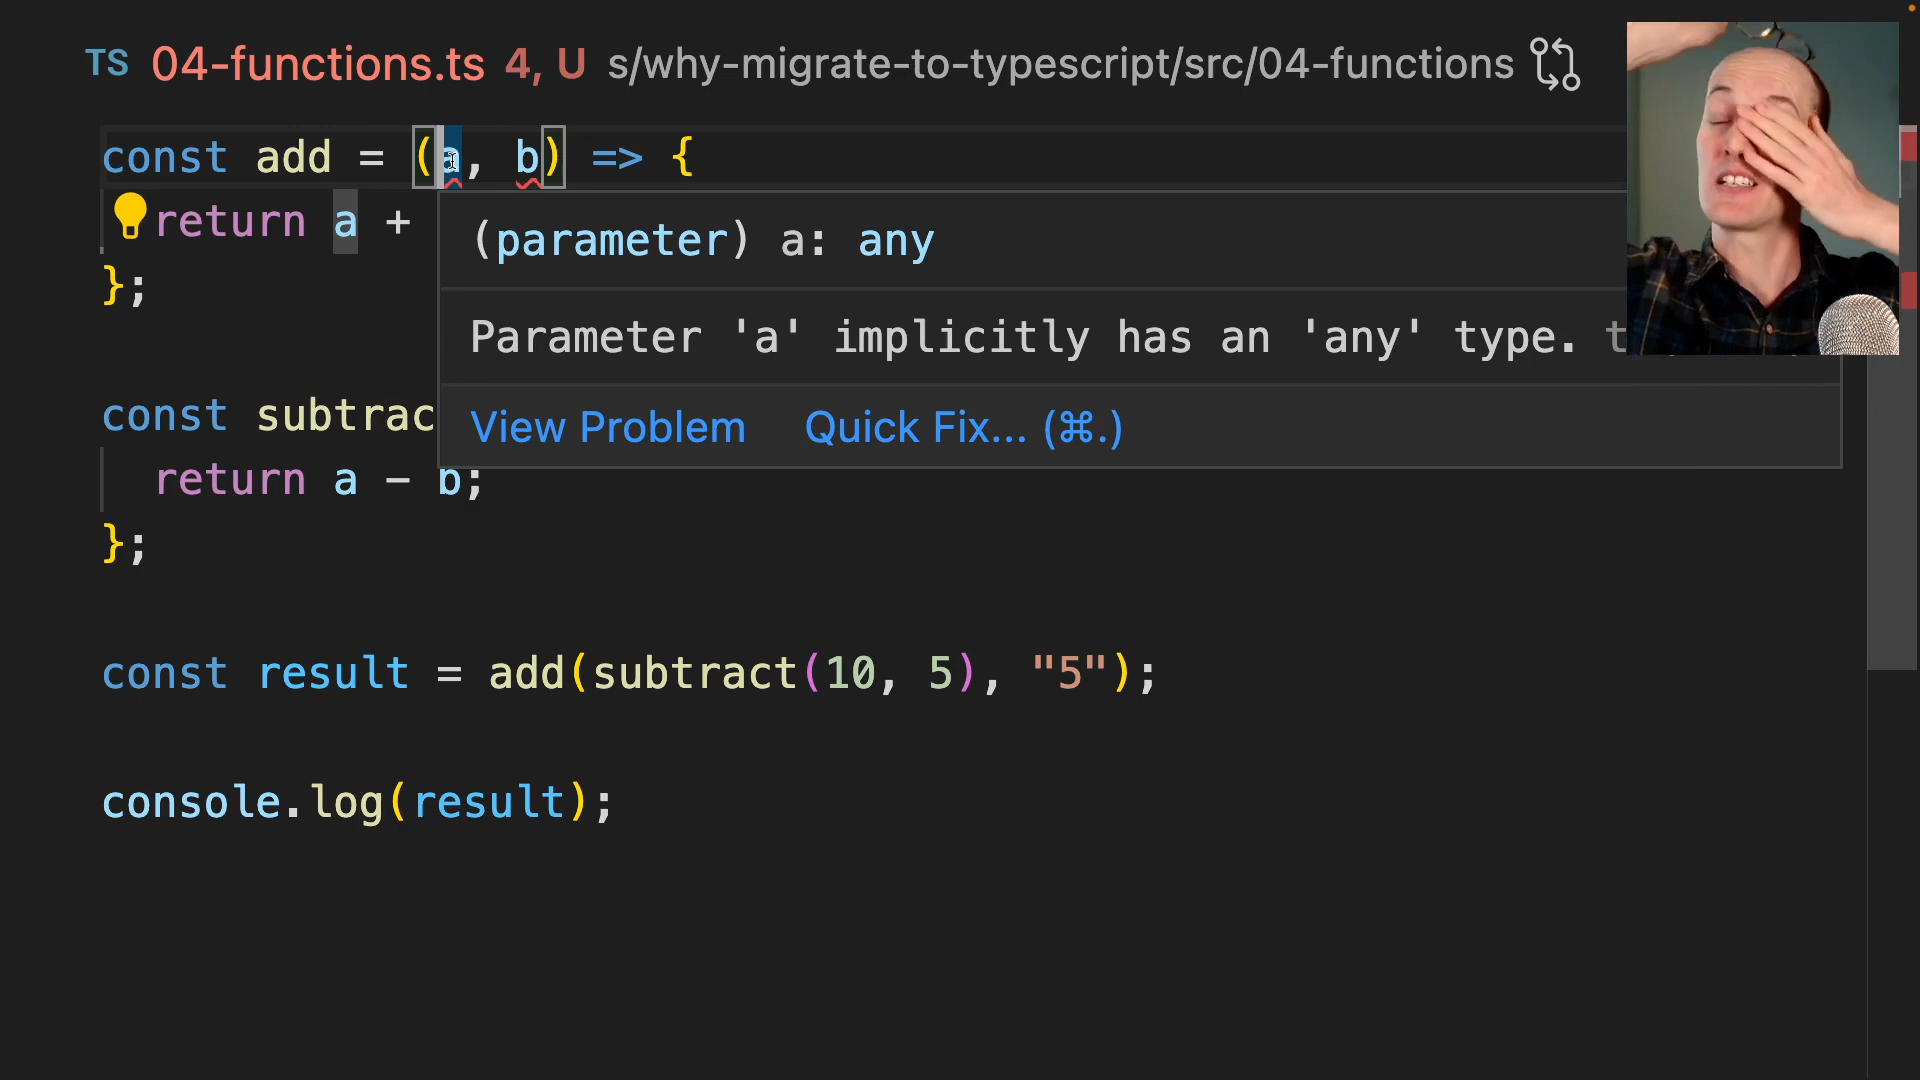 TS 04-functions.ts 4, U s/why-migrate-to-typescript/src/04-functions
const add = (a, b) => {
return a +
};
(parameter) a: any
Parameter 'a' implicitly has an 'any' type.
View Problem Quick Fix... (⌘.)
const subtrac
return a - b;
};
const result = add(subtract(10, 5), "5");
console.log(result);